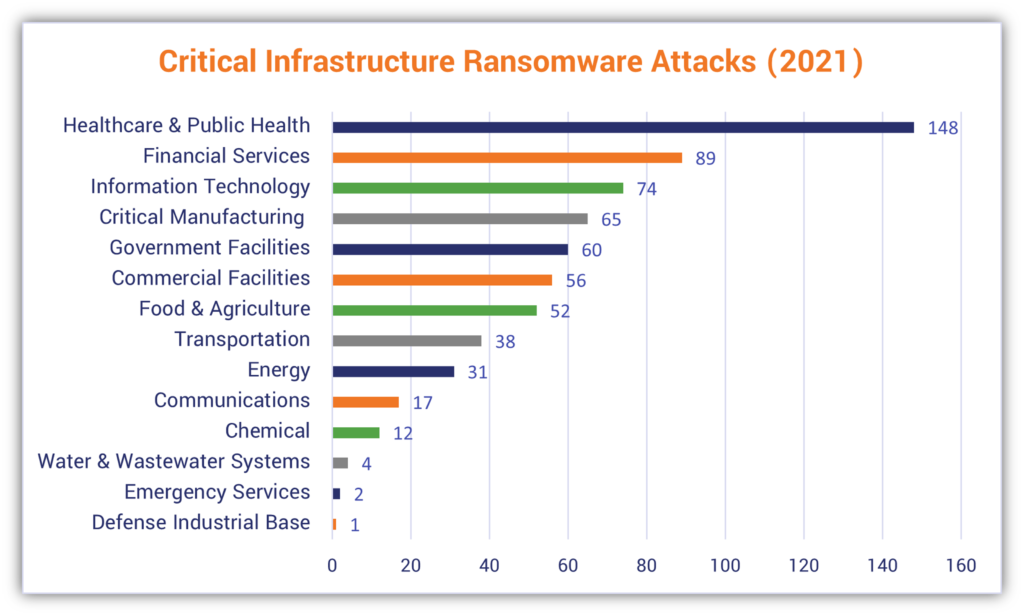 Critical Infrastructure Ransomware Attacks (2021)
Healthcare & Public Health 148
Financial Services 89
Information Technology 74
Critical Manufacturing 65
Government Facilities 60
Commercial Facilities 56
Food & Agriculture 52
Transportation 38
Energy 31
Communications 17
Chemical 12
Water & Wastewater Systems 4
Emergency Services 2
Defense Industrial Base 1
0 20 40 60 80 100 120 140 160